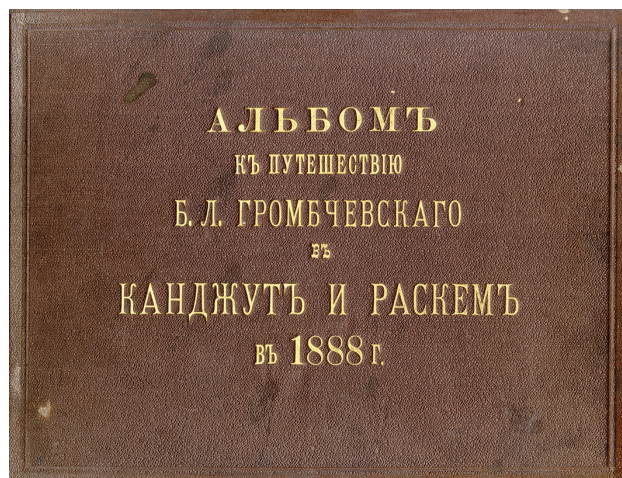 АЛЬБОМЪ
КЪ ПУТЕШЕСТВІЮ
Б. Л. ГРОМБЧЕВСКАГО
ВЪ
КАНДЖУТЪ И РАСКЕМЪ
ВЪ 1888 Г.